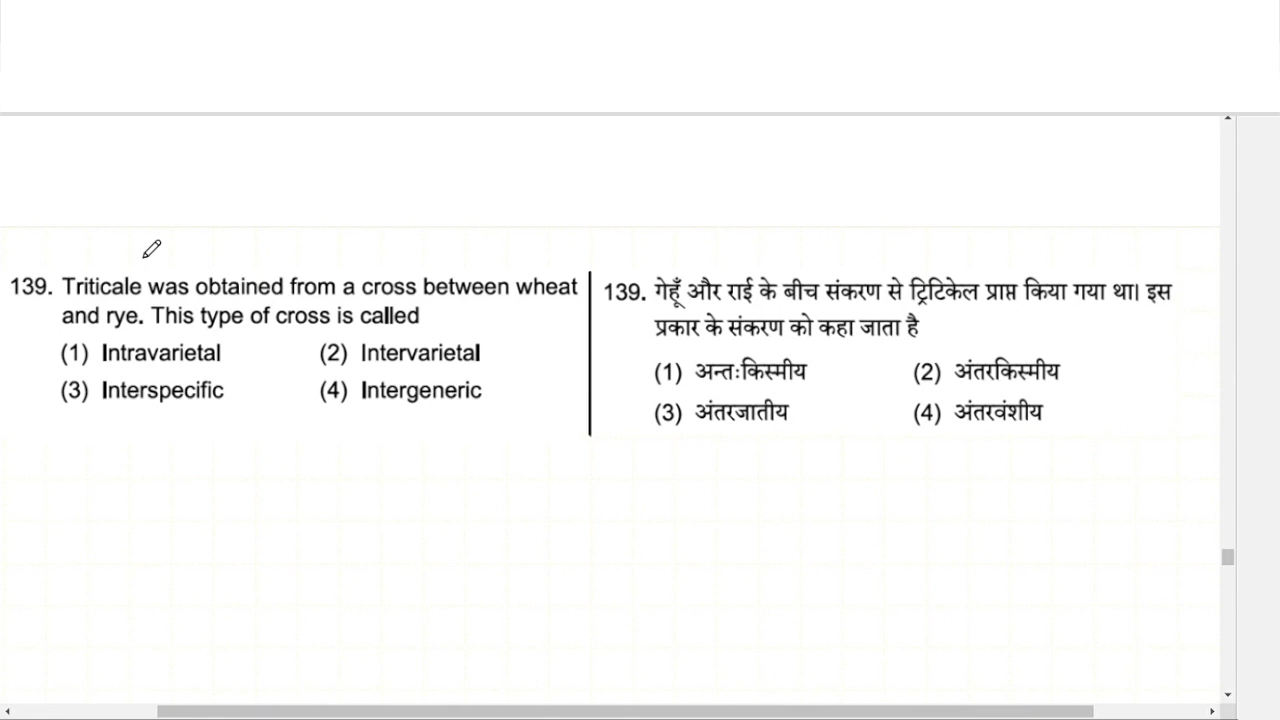 139. Triticale was obtained from a cross between wheat
and rye. This type of cross is called
(1) Intravarietal (2) Intervarietal
(3) Interspecific (4) Intergeneric
139. गेहूँ और राई के बीच संकरण से ट्रिटिकेल प्राप्त किया गया था। इस
प्रकार के संकरण को कहा जाता है
(1) अन्तःकिस्मीय (2) अंतरकिस्मीय
(3) अंतरजातीय (4) अंतरवंशीय